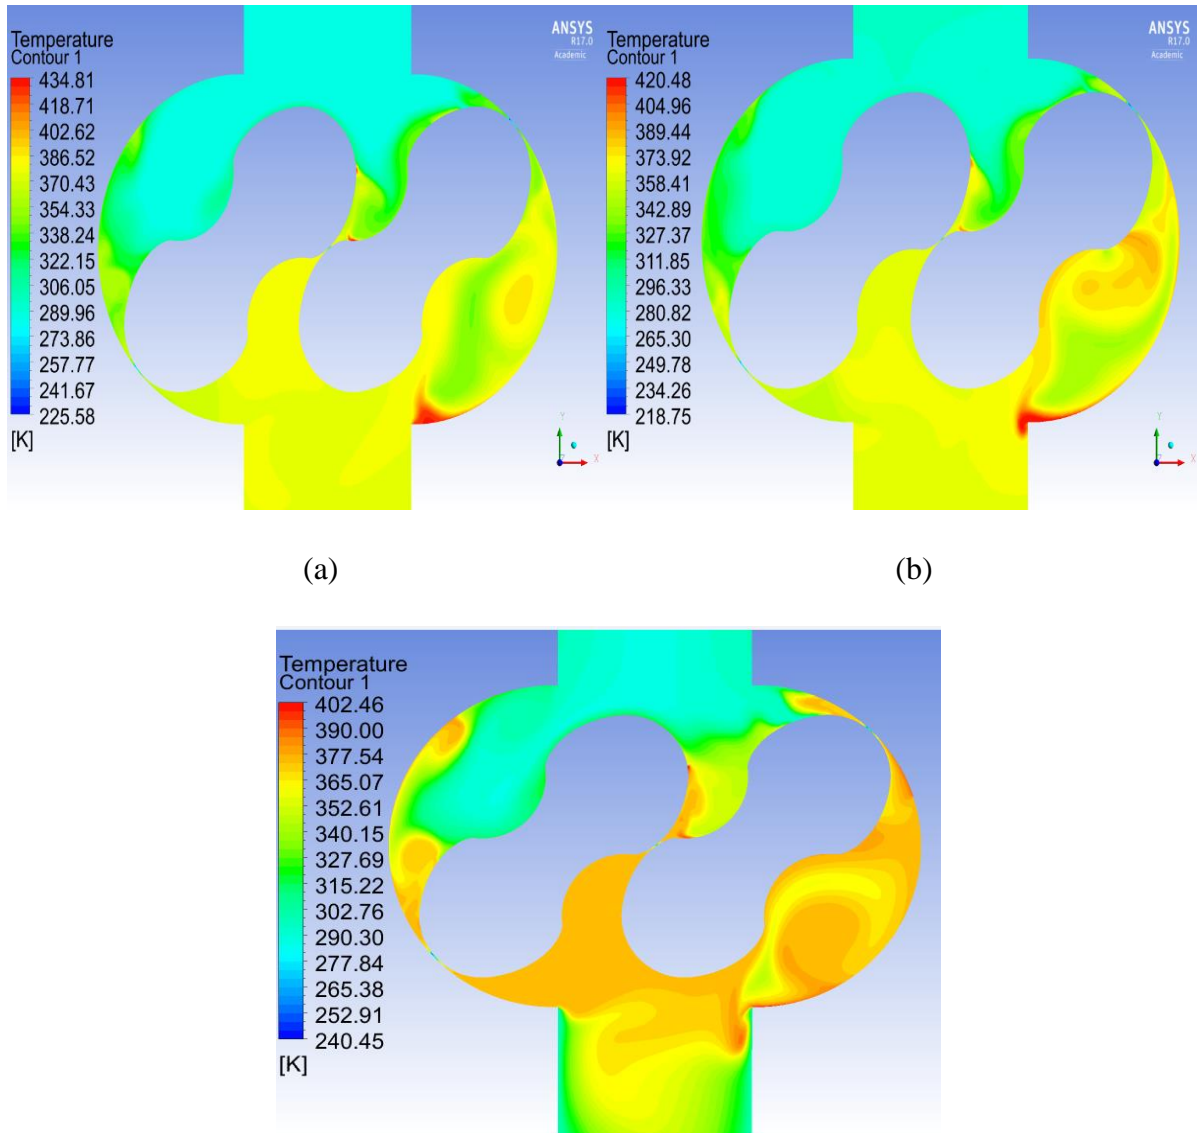 Temperature
Contour 1
434.81
418.71
402.62
386.52
370.43
354.33
338.24
322.15
306.05
289.96
273.86
257.77
241.67
225.58
[K]
ANSYS
R17.0
Academic
Y
Z
X
(a)
Temperature
Contour 1
420.48
404.96
389.44
373.92
358.41
342.89
327.37
311.85
296.33
280.82
265.30
249.78
234.26
218.75
[K]
ANSYS
R17.0
Academic
Y
Z
X
(b)
Temperature
Contour 1
402.46
390.00
377.54
365.07
352.61
340.15
327.69
315.22
302.76
290.30
277.84
265.38
252.91
240.45
[K]